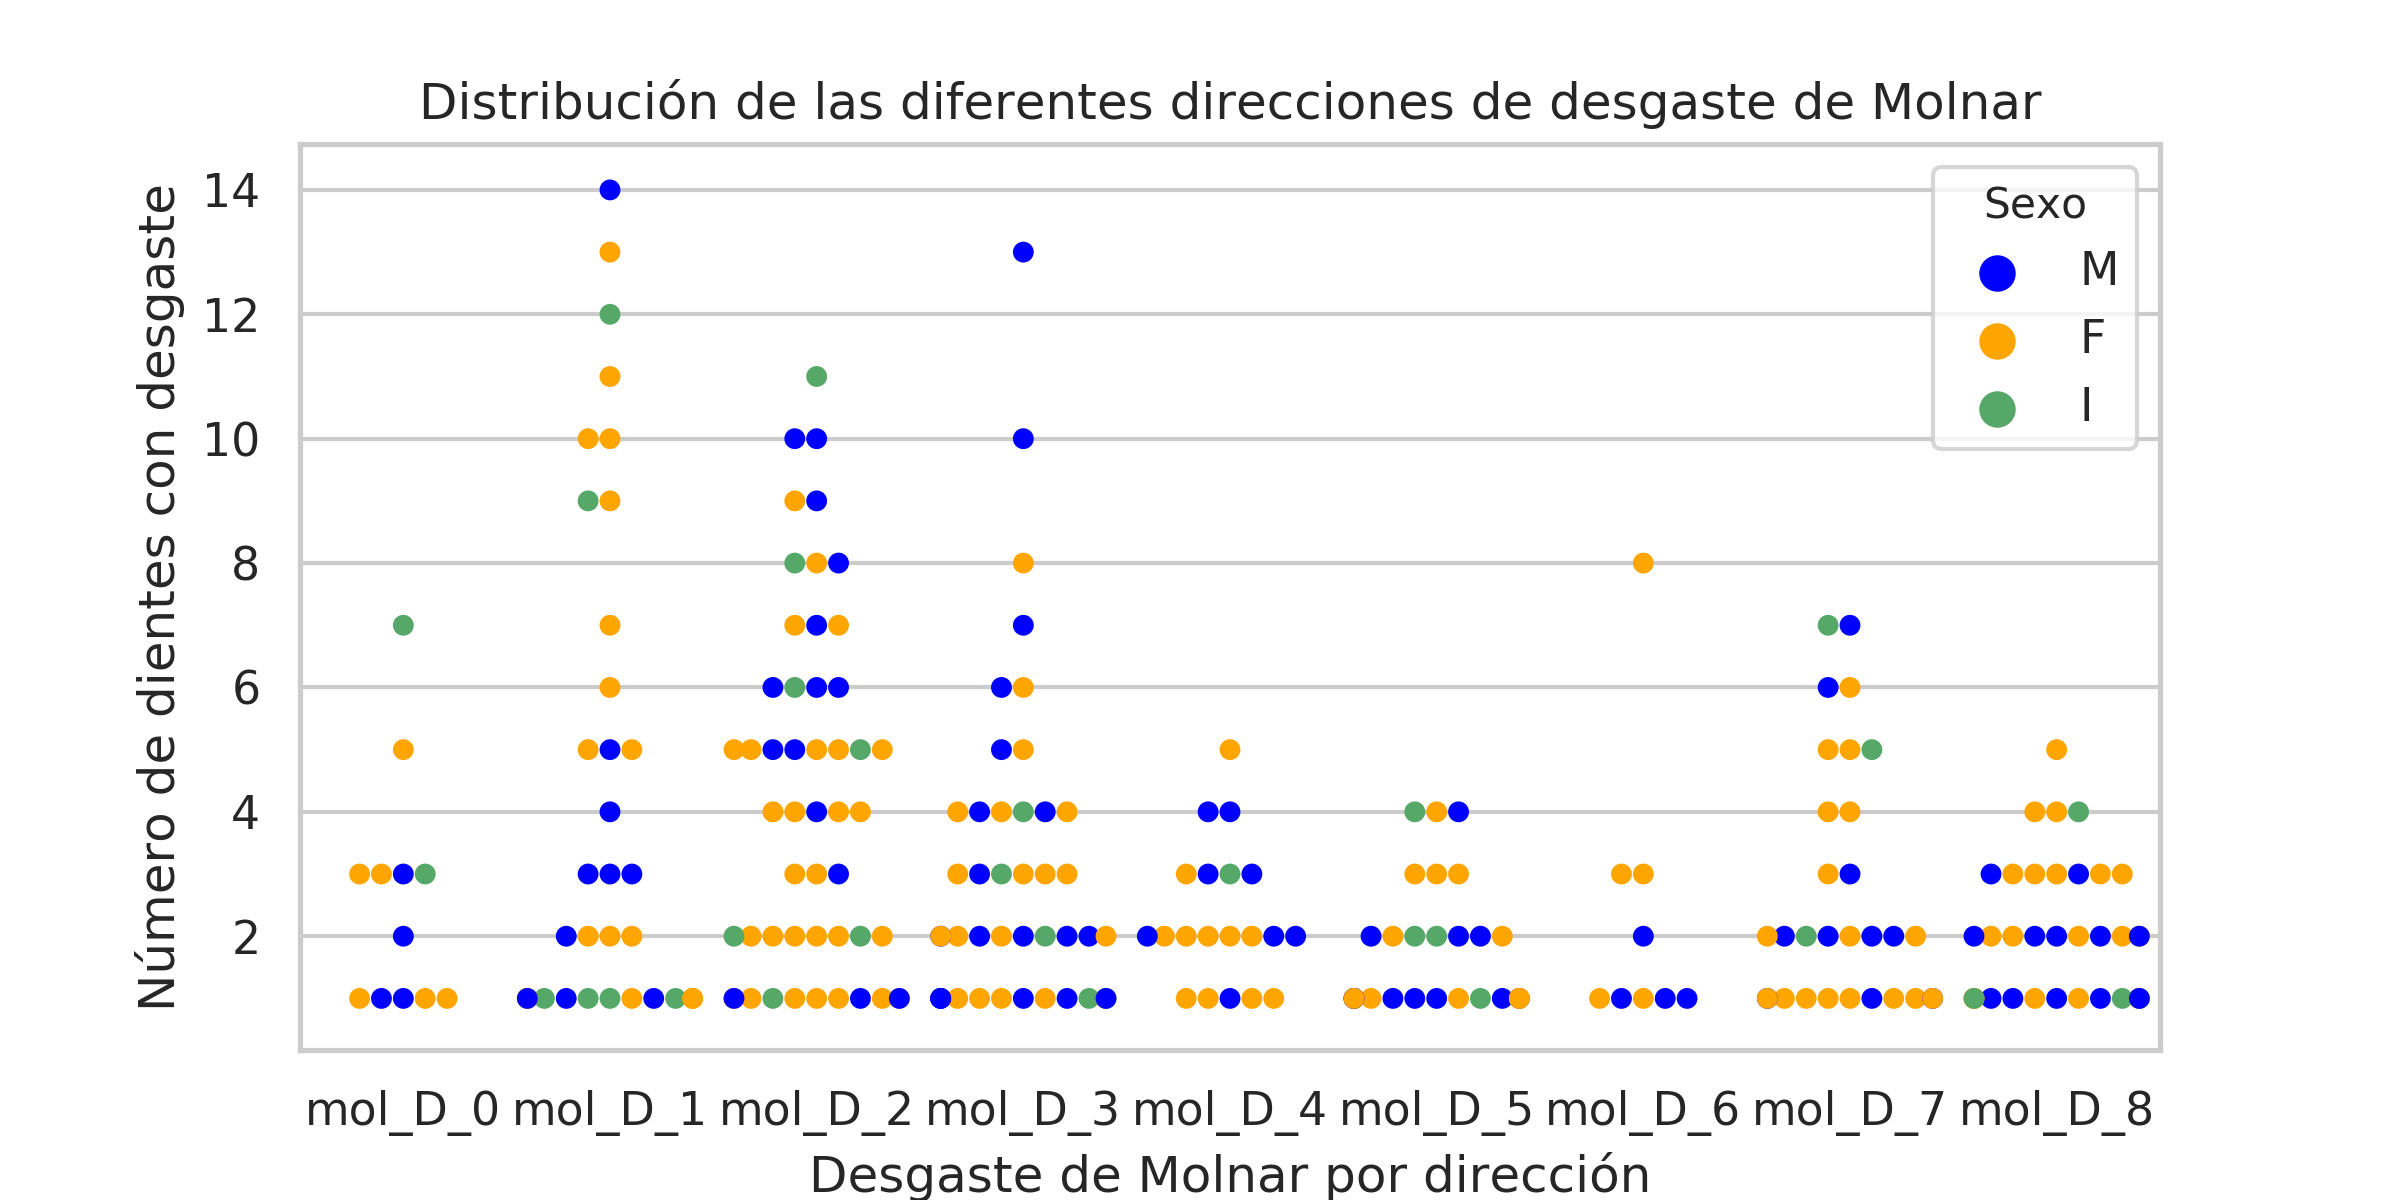 Distribución de las diferentes direcciones de desgaste de Molnar
Número de dientes con desgaste
14
12
10
8
6
4
2
Sexo
M
F
I
mol_D_0 mol_D_1 mol_D_2 mol_D_3 mol_D_4 mol_D_5 mol_D_6 mol_D_7 mol_D_8
Desgaste de Molnar por dirección